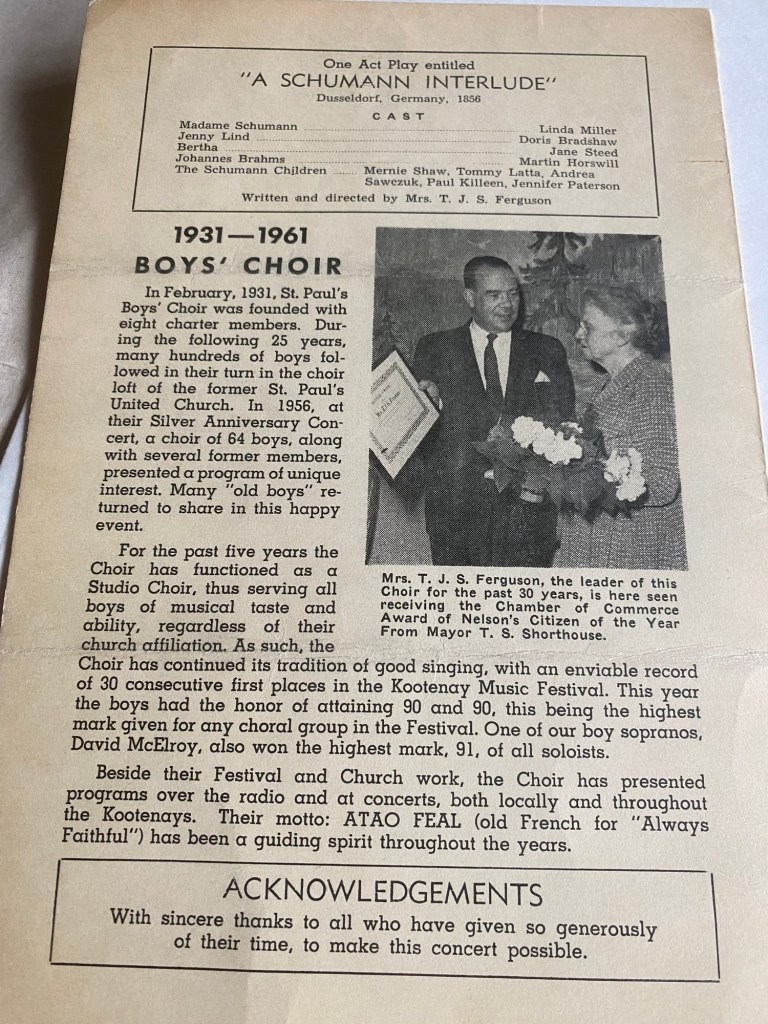 One Act Play entitled
"A SCHUMANN INTERLUDE"
Dusseldorf, Germany, 1856
CAST
Madame Schumann ........ Linda Miller
Jenny Lind ........ Doris Bradshaw
Bertha ........ Jane Steed
Johannes Brahms ........ Martin Horswill
The Schumann Children ........ Mernie Shaw, Tommy Latta, Andrea
Sawczuk, Paul Killeen, Jennifer Paterson
Written and directed by Mrs. T. J. S. Ferguson
1931—1961
BOYS' CHOIR
In February, 1931, St. Paul's
Boys' Choir was founded with
eight charter members. Dur-
ing the following 25 years,
many hundreds of boys fol-
lowed in their turn in the choir
loft of the former St. Paul's
United Church. In 1956, at
their Silver Anniversary Con-
cert, a choir of 64 boys, along
with several former members,
presented a program of unique
interest. Many "old boys" re-
turned to share in this happy
event.
For the past five years the
Choir has functioned as a
Studio Choir, thus serving all
boys of musical taste and
ability, regardless of their
church affiliation. As such, the
Choir has continued its tradition of good singing, with an enviable record
of 30 consecutive first places in the Kootenay Music Festival. This year
the boys had the honor of attaining 90 and 90, this being the highest
mark given for any choral group in the Festival. One of our boy sopranos,
David McElroy, also won the highest mark, 91, of all soloists.
Beside their Festival and Church work, the Choir has presented
programs over the radio and at concerts, both locally and throughout
the Kootenays. Their motto: ATAO FEAL (old French for "Always
Faithful") has been a guiding spirit throughout the years.
Mrs. T. J. S. Ferguson, the leader of this
Choir for the past 30 years, is here seen
receiving the Chamber of Commerce
Award of Nelson's Citizen of the Year
From Mayor T. S. Shorthouse.
ACKNOWLEDGEMENTS
With sincere thanks to all who have given so generously
of their time, to make this concert possible.